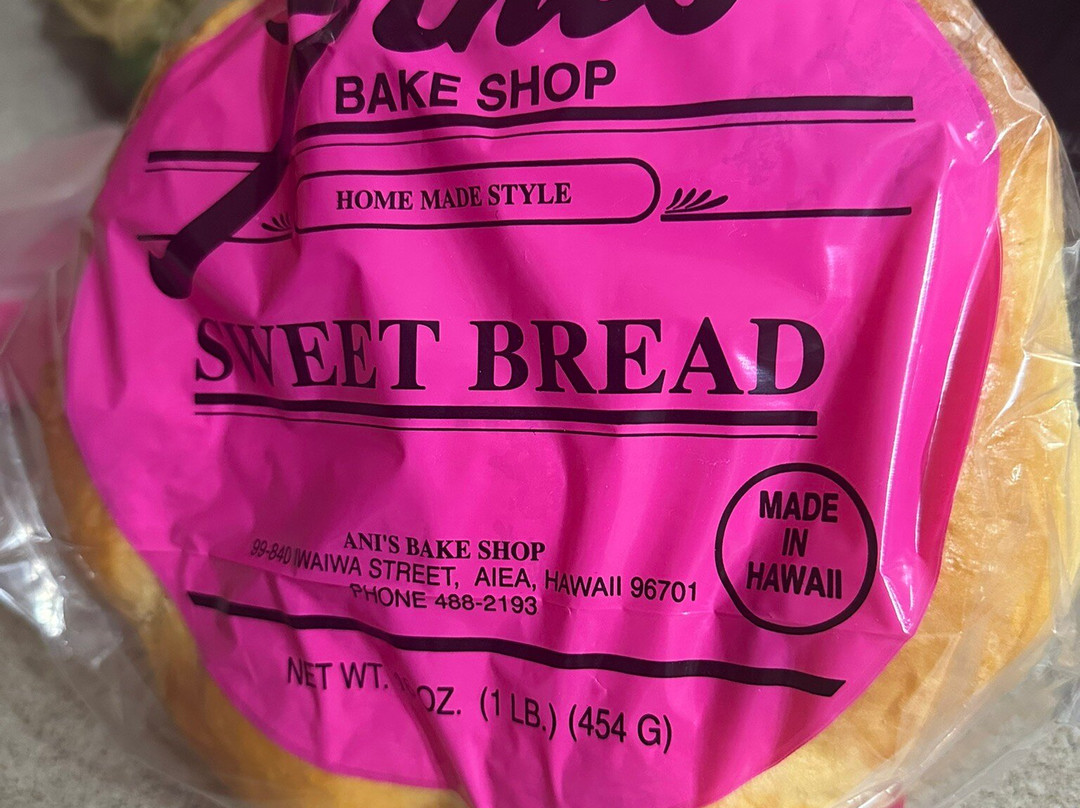 BAKE SHOP
HOME MADE STYLE
SWEET BREAD
MADE
IN
HAWAII
ANI'S BAKE SHOP
99-840 IWAIWA STREET, AIEA, HAWAII 96701
PHONE 488-2193
NET WT. OZ. (1 LB.) (454 G)